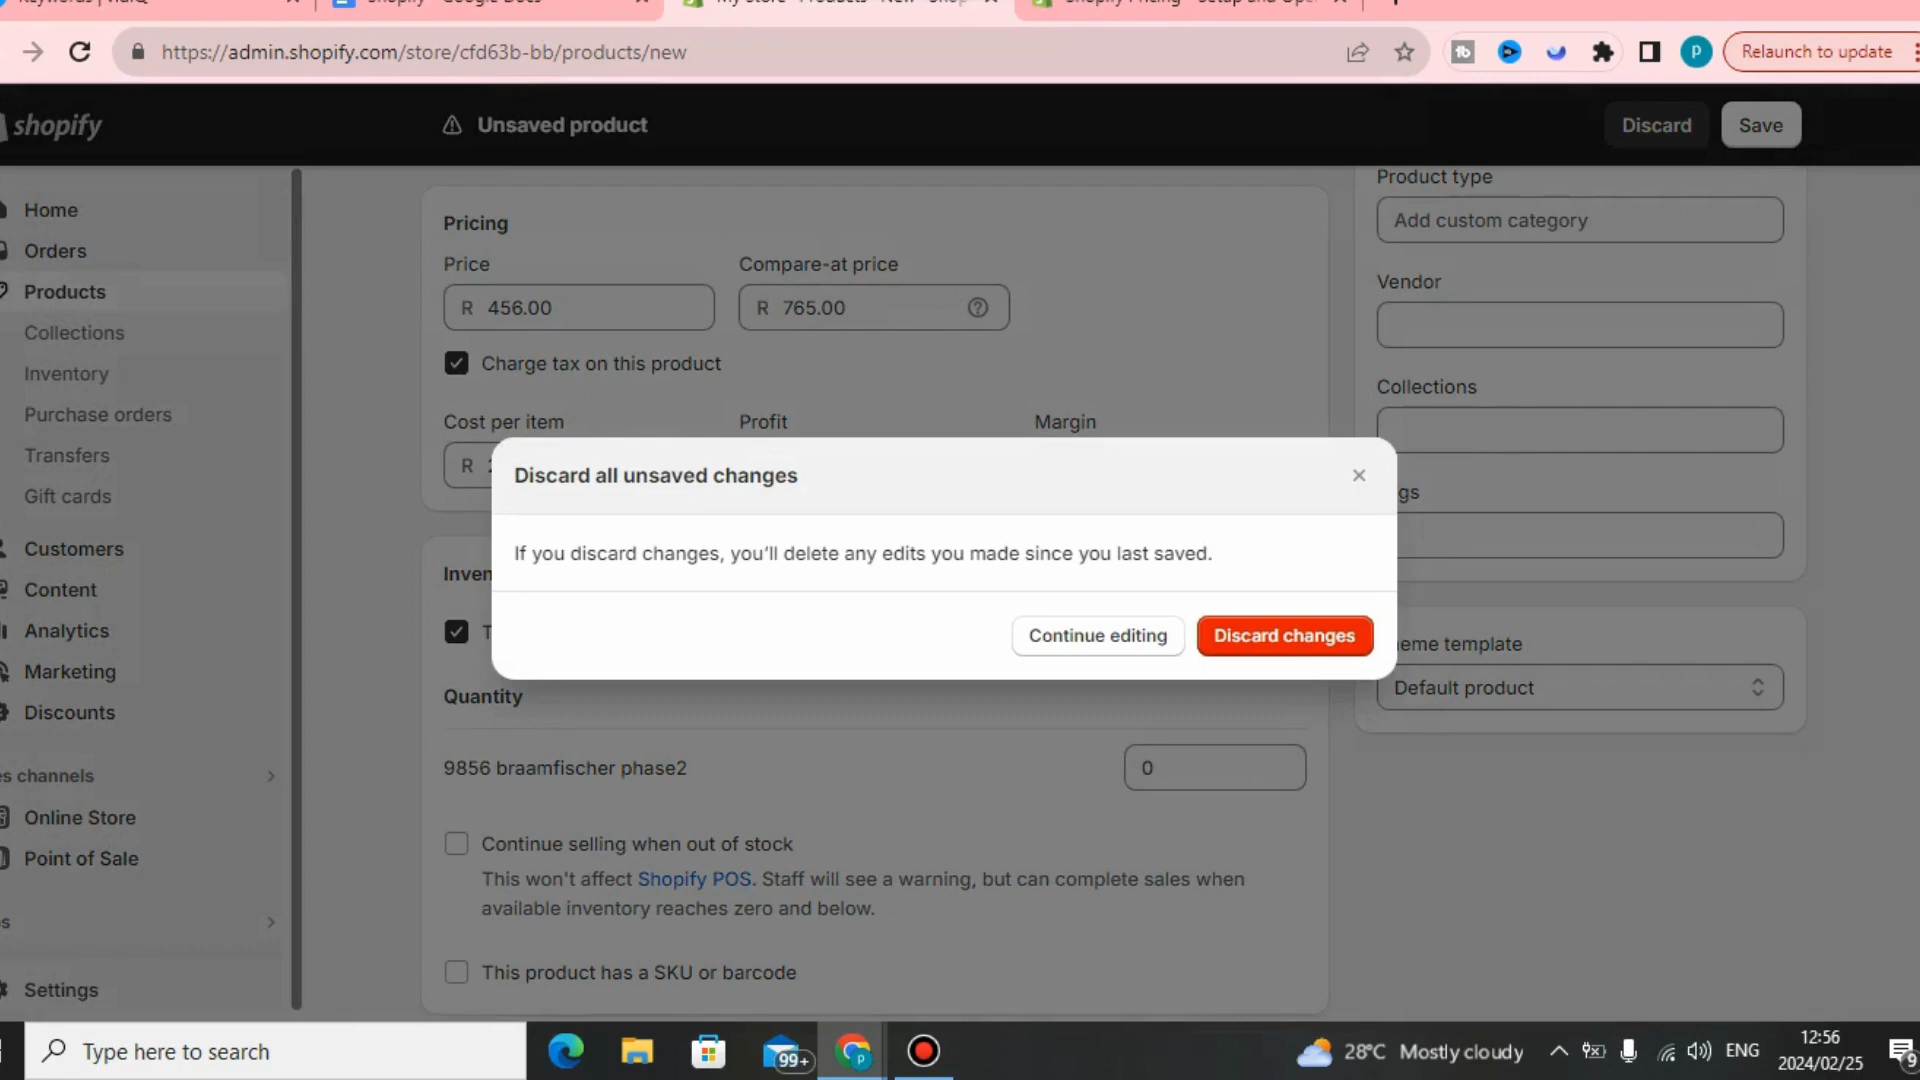 https://admin.shopify.com/store/cfd63b-bb/products/new
Relaunch to update
shopify
Unsaved product
Discard
Save
Home
Orders
Products
Collections
Inventory
Purchase orders
Transfers
Gift cards
Customers
Content
Analytics
Marketing
Discounts
channels
Online Store
Point of Sale
Settings
Pricing
Price
Compare-at price
R 456.00
R 765.00
Charge tax on this product
Cost per item
Profit
Margin
R
Product type
Add custom category
Vendor
Collections
Discard all unsaved changes
If you discard changes, you'll delete any edits you made since you last saved.
Continue editing
Discard changes
template
Default product
Quantity
9856 braamfischer phase2
0
Continue selling when out of stock
This won't affect Shopify POS. Staff will see a warning, but can complete sales when
available inventory reaches zero and below.
This product has a SKU or barcode
Type here to search
99+
28°C Mostly cloudy
ENG
12:56
2024/02/25
9